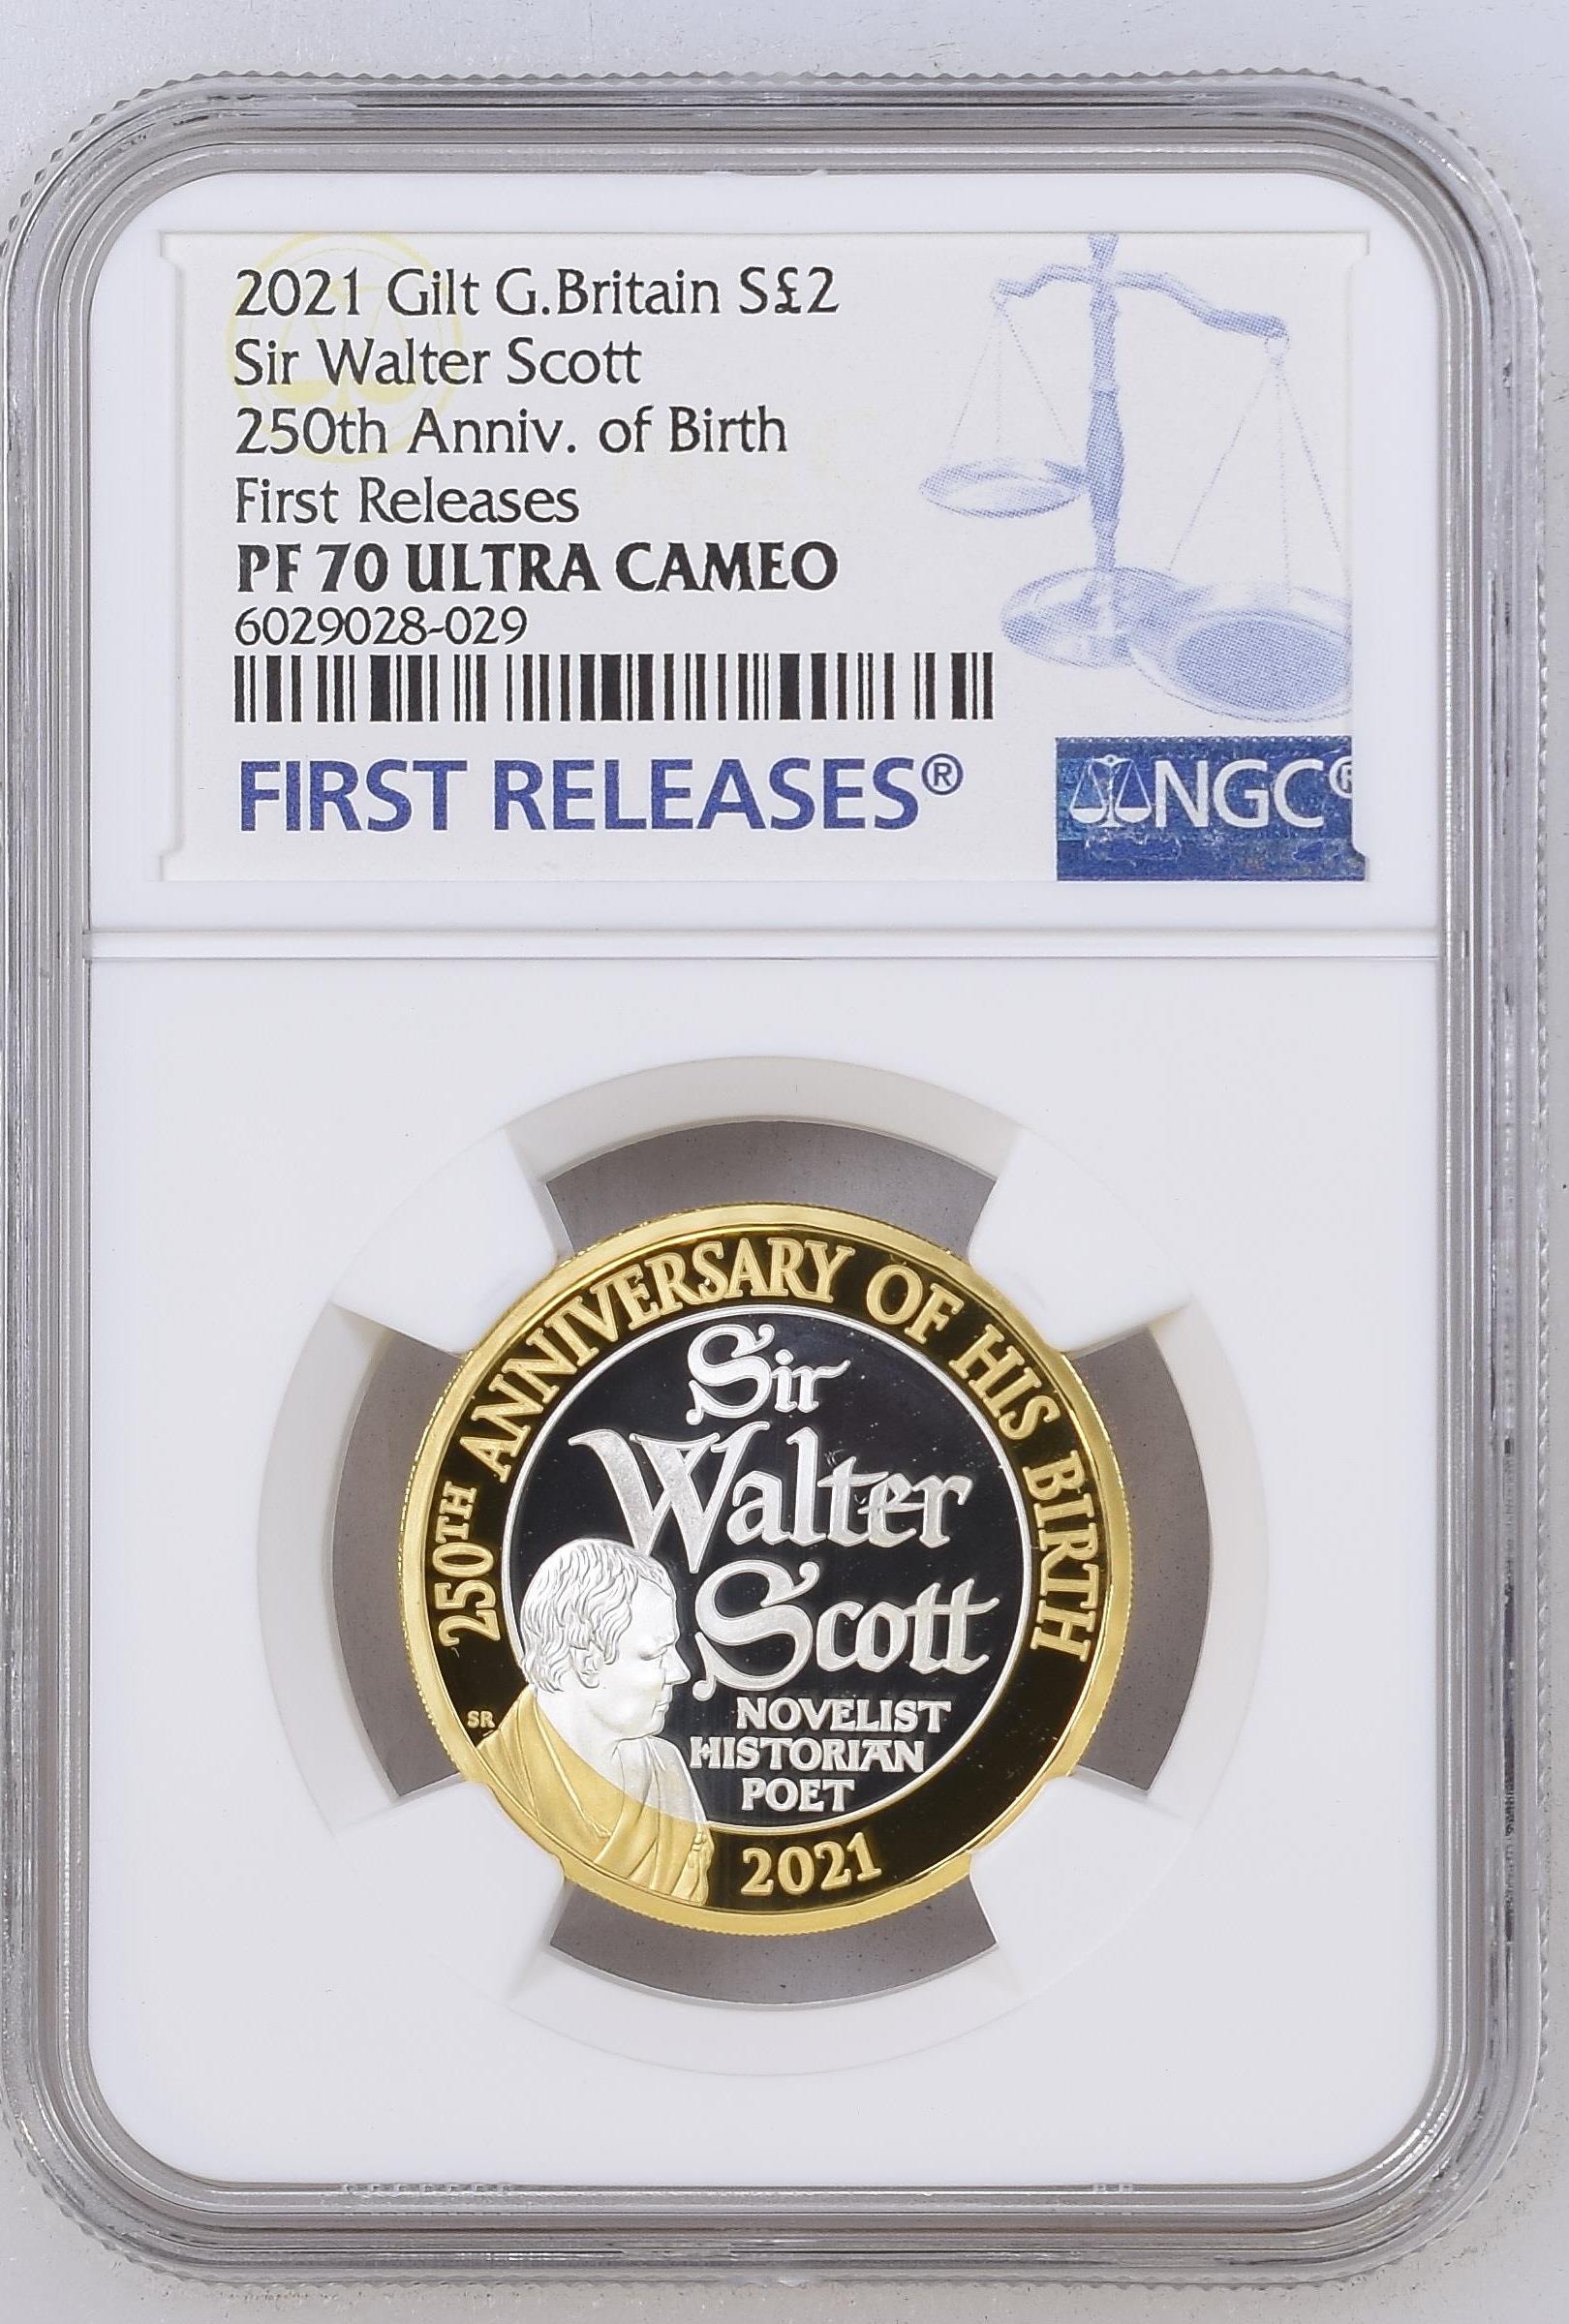 2021 Gilt G.Britain S£2
Sir Walter Scott
250th Anniv. of Birth
First Releases
PF 70 ULTRA CAMEO
6029028-029
FIRST RELEASES®
NGC®
250TH ANNIVERSARY OF HIS BIRTH
Sir
Walter
Scott
NOVELIST
HISTORIAN
POET
SR
2021